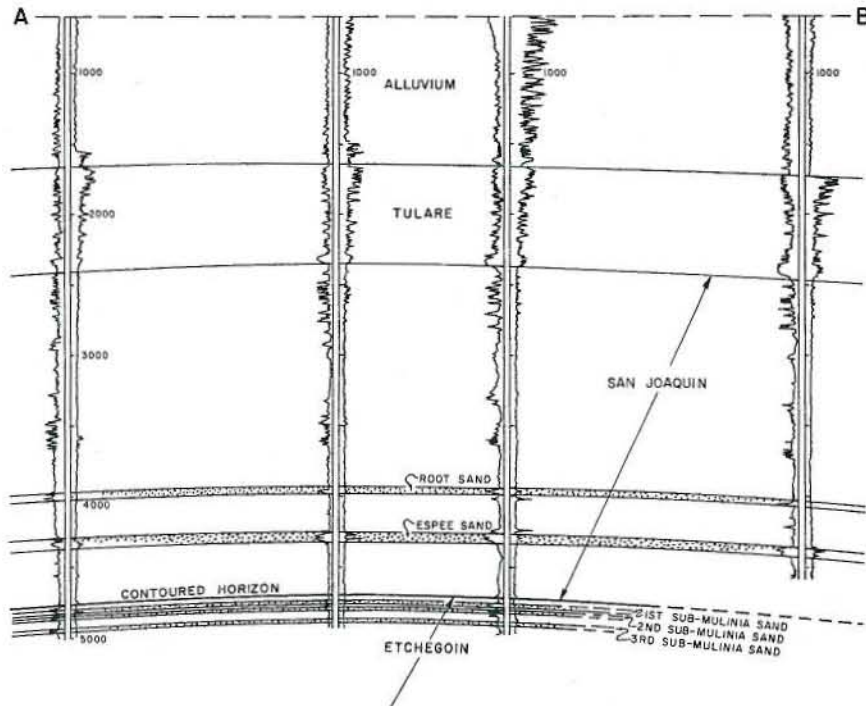 A
B
1000
1000
1000
1000
ALLUVIUM
2000
TULARE
3000
SAN JOAQUIN
ROOT SAND
4000
ESPEE SAND
CONTOURED HORIZON
1ST SUB-MULINIA SAND
2ND SUB-MULINIA SAND
3RD SUB-MULINIA SAND
5000
ETCHEGOIN